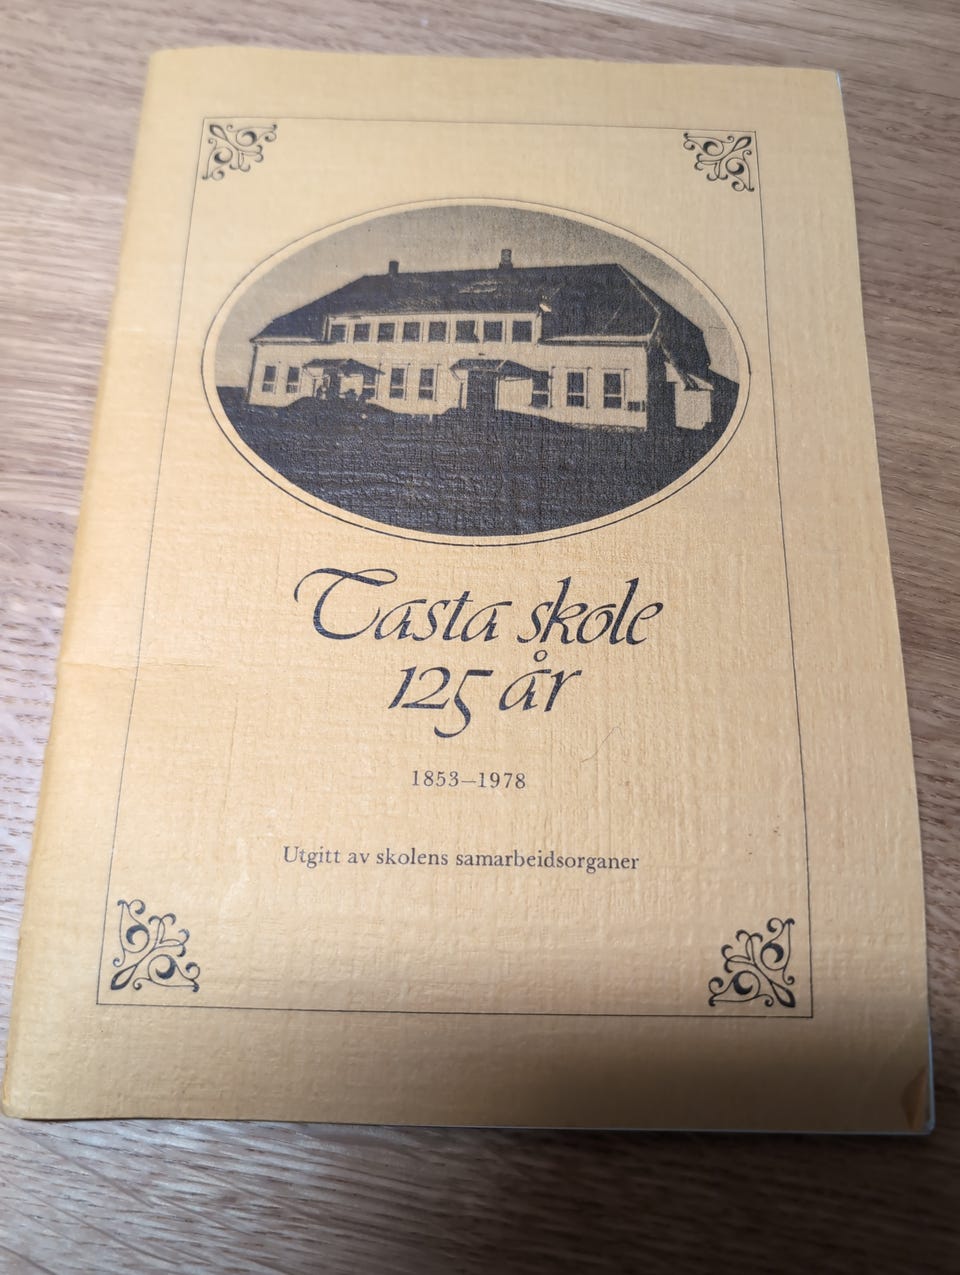 Tasta skole
125 år
1853–1978
Utgitt av skolens samarbeidsorganer